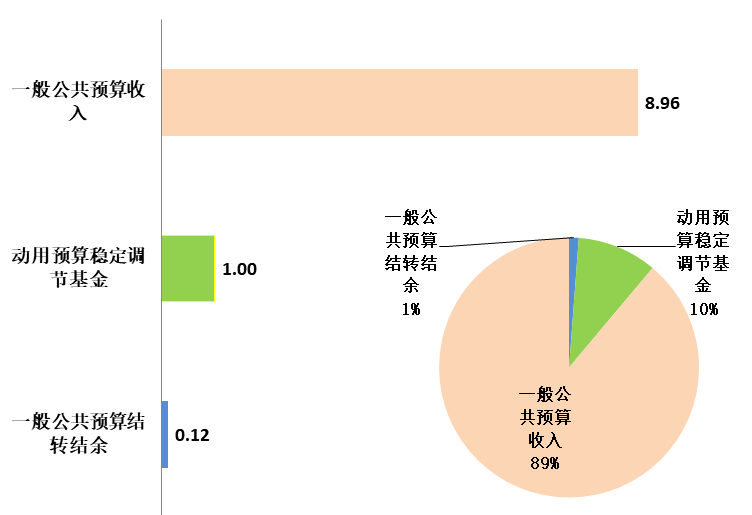 一般公共预算收
入
8.96
动用预算稳定调
节基金
1.00
一般公共预算结
转结余
0.12
一般公
共预算
结转结
余
1%
动用预
算稳定
调节基
金
10%
一般公
共预算
收入
89%